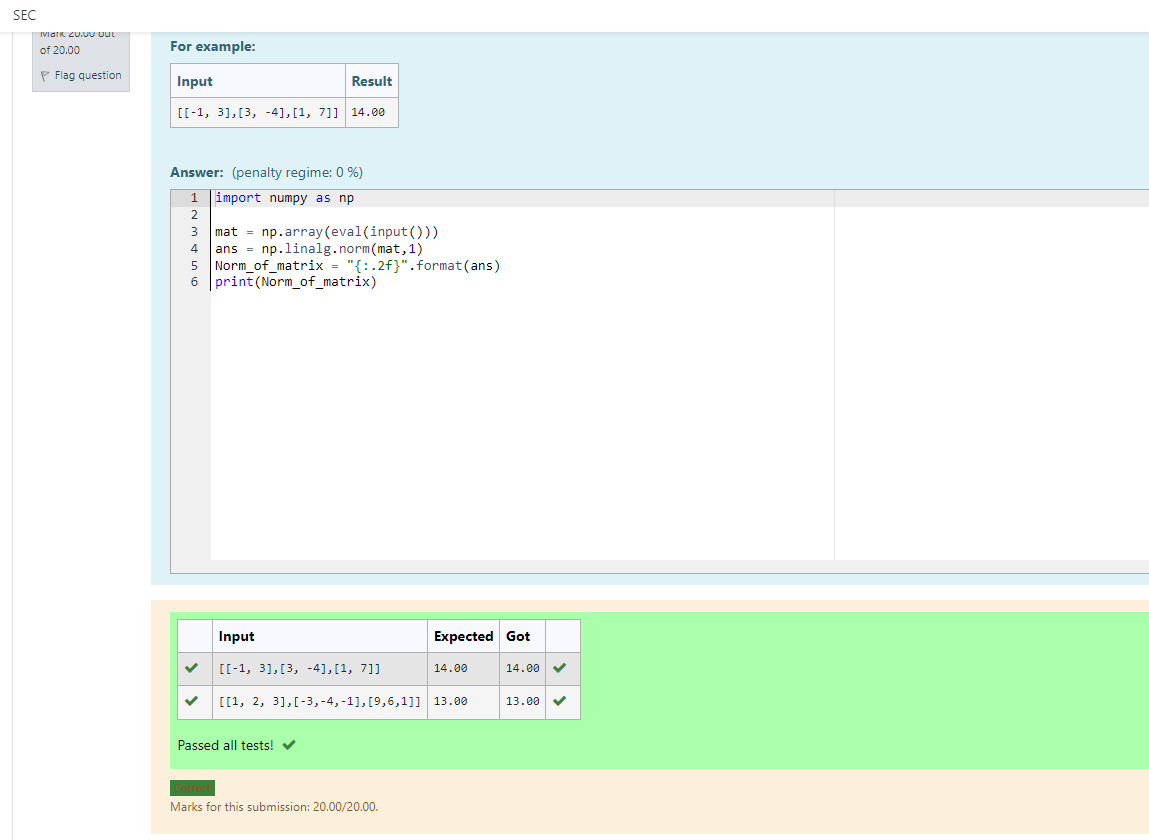 SEC
Mark 20.00 out
of 20.00
Flag question
For example:
Input Result
[[-1, 3],[3, -4],[1, 7]] 14.00
Answer: (penalty regime: 0 %)
1 import numpy as np
2
3 mat = np.array(eval(input()))
4 ans = np.linalg.norm(mat,1)
5 Norm_of_matrix = "{:.2f}".format(ans)
6 print(Norm_of_matrix)
Input Expected Got
[[-1, 3],[3, -4],[1, 7]] 14.00 14.00
[[1, 2, 3],[-3,-4,-1],[9,6,1]] 13.00 13.00
Passed all tests!
Correct
Marks for this submission: 20.00/20.00.